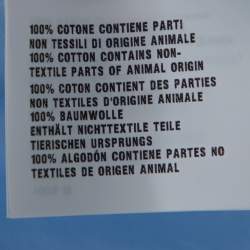 100% COTONE CONTIENE PARTI
NON TESSILI DI ORIGINE ANIMALE
100% COTTON CONTAINS NON-
TEXTILE PARTS OF ANIMAL ORIGIN
100% COTON CONTIENT DES PARTIES
NON TEXTILES D'ORIGINE ANIMALE
100% BAUMWOLLE
ENTHÄLT NICHTTEXTILE TEILE
TIERISCHEN URSPRUNGS
100% ALGODÓN CONTIENE PARTES NO
TEXTILES DE ORIGEN ANIMAL